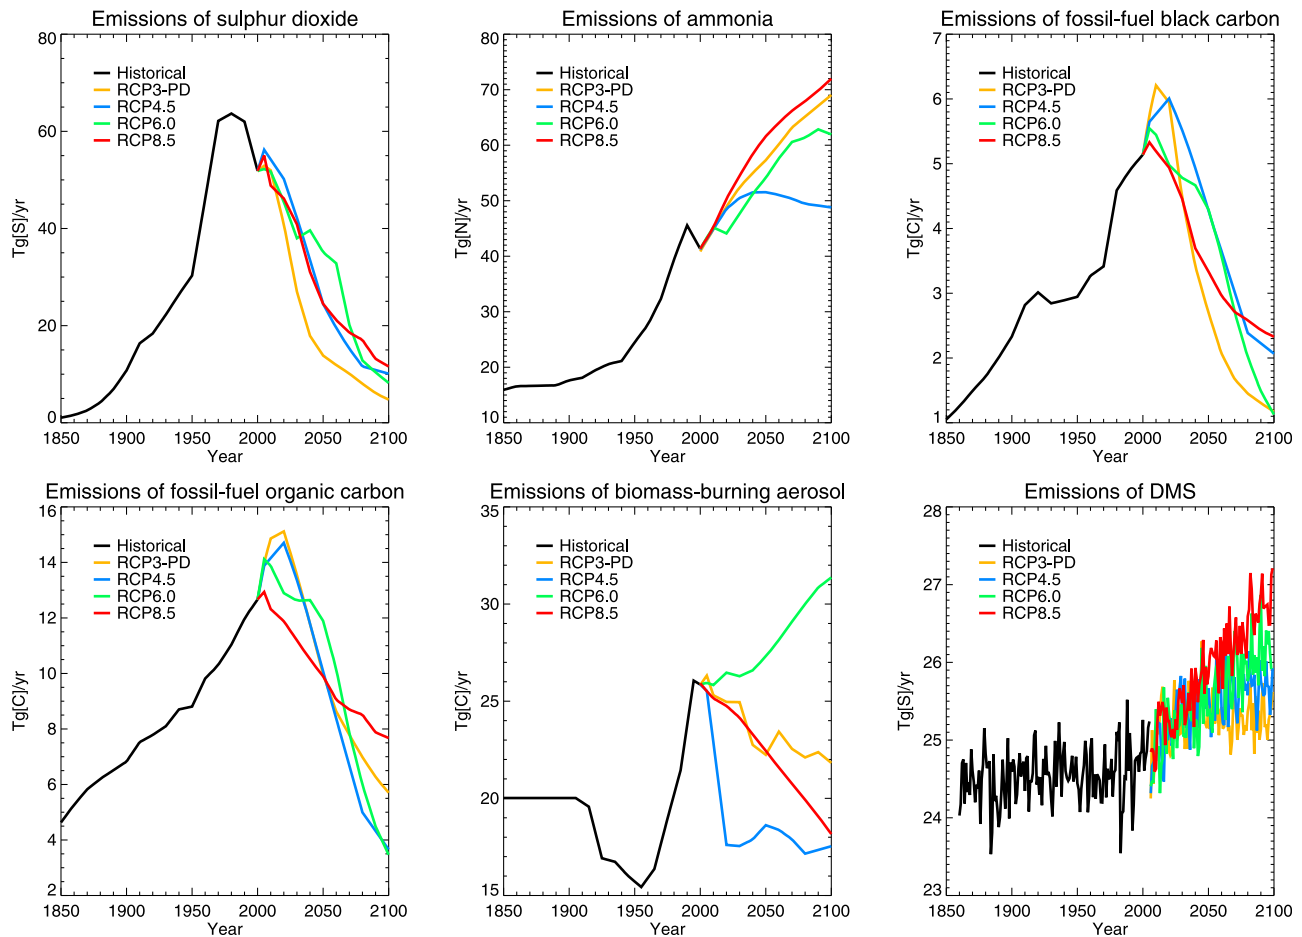 Emissions of sulphur dioxide
80
60
40
20
0
Tg[S]/yr
Historical
RCP3-PD
RCP4.5
RCP6.0
RCP8.5
1850 1900 1950 2000 2050 2100
Year
Emissions of ammonia
80
70
60
50
40
30
20
10
Tg[N]/yr
Historical
RCP3-PD
RCP4.5
RCP6.0
RCP8.5
1850 1900 1950 2000 2050 2100
Year
Emissions of fossil-fuel black carbon
7
6
5
4
3
2
1
Tg[C]/yr
Historical
RCP3-PD
RCP4.5
RCP6.0
RCP8.5
1850 1900 1950 2000 2050 2100
Year
Emissions of fossil-fuel organic carbon
16
14
12
10
8
6
4
2
Tg[C]/yr
Historical
RCP3-PD
RCP4.5
RCP6.0
RCP8.5
1850 1900 1950 2000 2050 2100
Year
Emissions of biomass-burning aerosol
35
30
25
20
15
Tg[C]/yr
Historical
RCP3-PD
RCP4.5
RCP6.0
RCP8.5
1850 1900 1950 2000 2050 2100
Year
Emissions of DMS
28
27
26
25
24
23
Tg[S]/yr
Historical
RCP3-PD
RCP4.5
RCP6.0
RCP8.5
1850 1900 1950 2000 2050 2100
Year